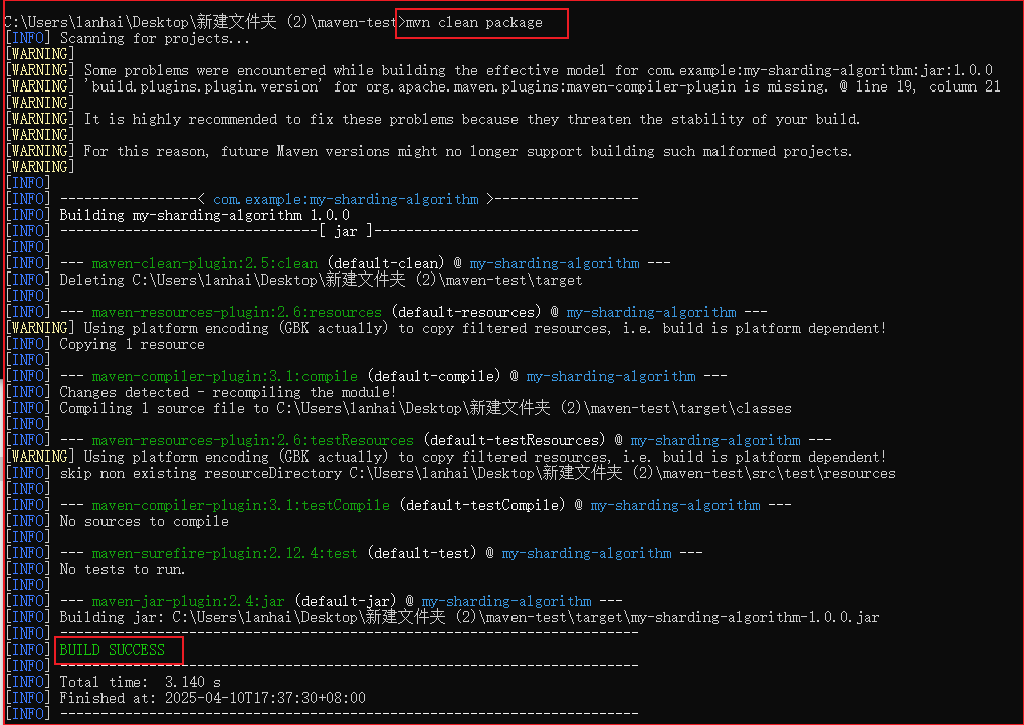 C:\Users\lanhai\Desktop\新建文件夹 (2)\maven-test>mvn clean package
[INFO] Scanning for projects...
[WARNING]
[WARNING] Some problems were encountered while building the effective model for com.example:my-sharding-algorithm:jar:1.0.0
[WARNING] 'build.plugins.plugin.version' for org.apache.maven.plugins:maven-compiler-plugin is missing. @ line 19, column 21
[WARNING]
[WARNING] It is highly recommended to fix these problems because they threaten the stability of your build.
[WARNING]
[WARNING] For this reason, future Maven versions might no longer support building such malformed projects.
[WARNING]
[INFO]
[INFO] -----------------< com.example:my-sharding-algorithm >------------------
[INFO] Building my-sharding-algorithm 1.0.0
[INFO] --------------------------------[ jar ]---------------------------------
[INFO]
[INFO] --- maven-clean-plugin:2.5:clean (default-clean) @ my-sharding-algorithm ---
[INFO] Deleting C:\Users\lanhai\Desktop\新建文件夹 (2)\maven-test\target
[INFO]
[INFO] --- maven-resources-plugin:2.6:resources (default-resources) @ my-sharding-algorithm ---
[WARNING] Using platform encoding (GBK actually) to copy filtered resources, i.e. build is platform dependent!
[INFO] Copying 1 resource
[INFO]
[INFO] --- maven-compiler-plugin:3.1:compile (default-compile) @ my-sharding-algorithm ---
[INFO] Changes detected - recompiling the module!
[INFO] Compiling 1 source file to C:\Users\lanhai\Desktop\新建文件夹 (2)\maven-test\target\classes
[INFO]
[INFO] --- maven-resources-plugin:2.6:testResources (default-testResources) @ my-sharding-algorithm ---
[WARNING] Using platform encoding (GBK actually) to copy filtered resources, i.e. build is platform dependent!
[INFO] skip non existing resourceDirectory C:\Users\lanhai\Desktop\新建文件夹 (2)\maven-test\src\test\resources
[INFO]
[INFO] --- maven-compiler-plugin:3.1:testCompile (default-testCompile) @ my-sharding-algorithm ---
[INFO] No sources to compile
[INFO]
[INFO] --- maven-surefire-plugin:2.12.4:test (default-test) @ my-sharding-algorithm ---
[INFO] No tests to run.
[INFO]
[INFO] --- maven-jar-plugin:2.4:jar (default-jar) @ my-sharding-algorithm ---
[INFO] Building jar: C:\Users\lanhai\Desktop\新建文件夹 (2)\maven-test\target\my-sharding-algorithm-1.0.0.jar
[INFO] ------------------------------------------------------------------------
[INFO] BUILD SUCCESS
[INFO] ------------------------------------------------------------------------
[INFO] Total time:  3.140 s
[INFO] Finished at: 2025-04-10T17:37:30+08:00
[INFO] ------------------------------------------------------------------------